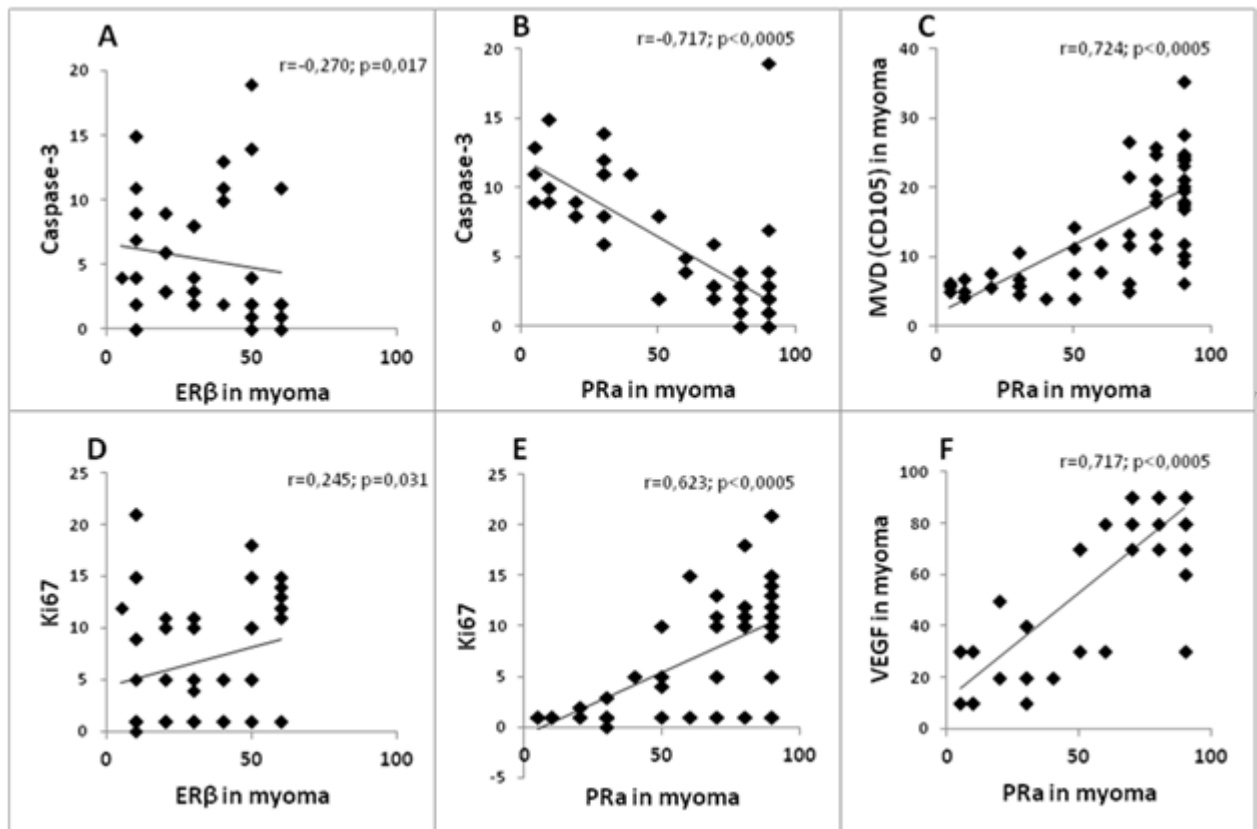 A
r=-0,270; p=0,017
20
15
10
5
0
Caspase-3
0 50 100
ERβ in myoma
B
r=-0,717; p<0,0005
20
15
10
5
0
Caspase-3
0 50 100
PRa in myoma
C
r=0,724; p<0,0005
40
30
20
10
0
MVD (CD105) in myoma
0 50 100
PRa in myoma
D
r=0,245; p=0,031
25
20
15
10
5
0
Ki67
0 50 100
ERβ in myoma
E
r=0,623; p<0,0005
25
20
15
10
5
0
-5
Ki67
0 50 100
PRa in myoma
F
r=0,717; p<0,0005
100
80
60
40
20
0
VEGF in myoma
0 50 100
PRa in myoma